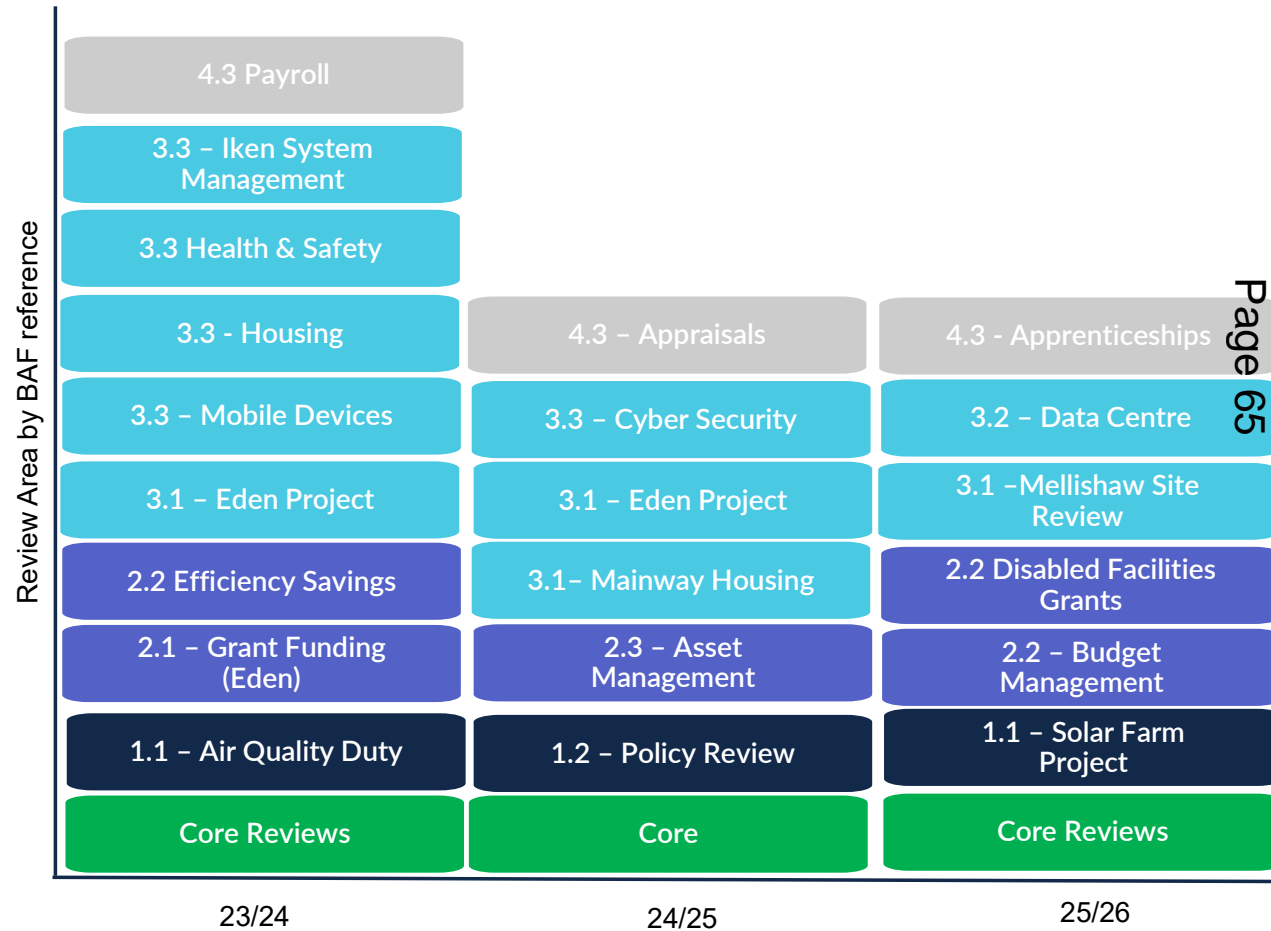 Review Area by BAF reference
4.3 Payroll
3.3 – Iken System
Management
3.3 Health & Safety
3.3 - Housing
3.3 – Mobile Devices
3.1 – Eden Project
2.2 Efficiency Savings
2.1 – Grant Funding
(Eden)
1.1 – Air Quality Duty
Core Reviews
23/24
4.3 – Appraisals
3.3 – Cyber Security
3.1 – Eden Project
3.1– Mainway Housing
2.3 – Asset
Management
1.2 – Policy Review
Core
24/25
4.3 - Apprenticeships
3.2 – Data Centre
3.1 –Mellishaw Site
Review
2.2 Disabled Facilities
Grants
2.2 – Budget
Management
1.1 – Solar Farm
Project
Core Reviews
25/26
Page 65